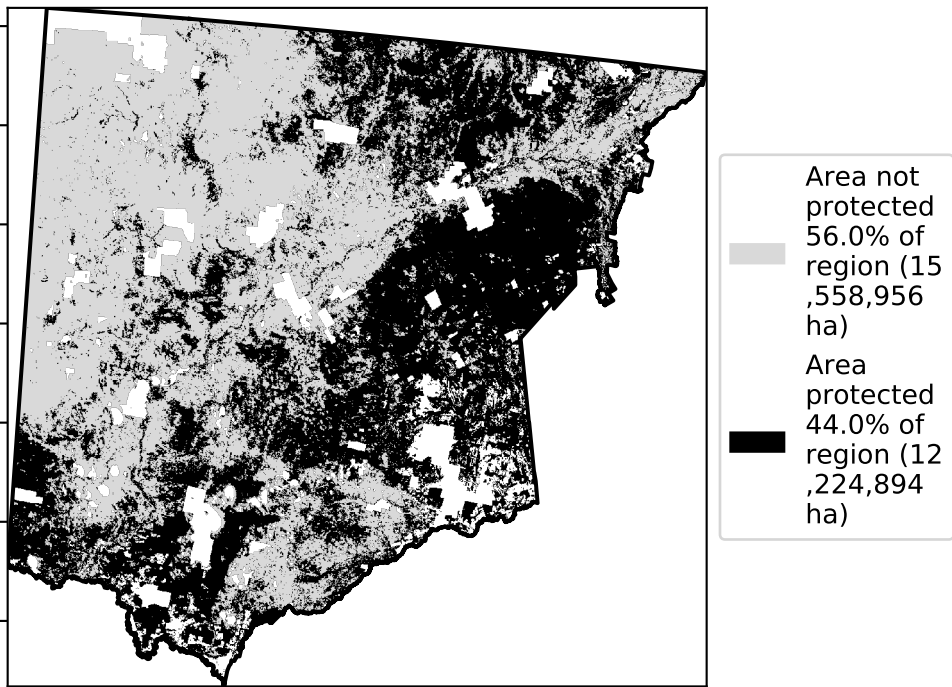 Area not
protected
56.0% of
region (15
,558,956
ha)
Area
protected
44.0% of
region (12
,224,894
ha)